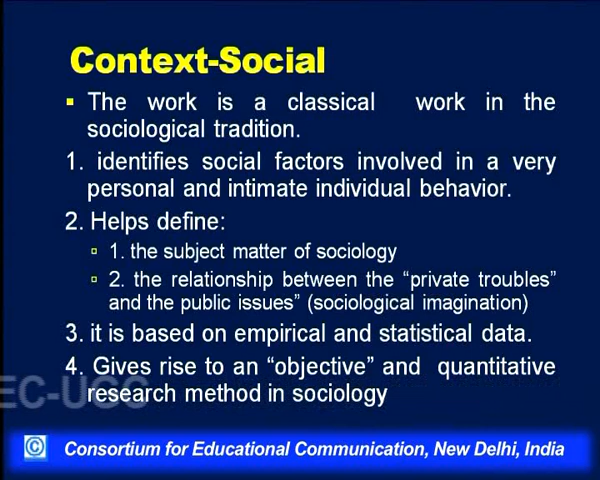 Context-Social
▪ The work is a classical work in the
sociological tradition.
1. identifies social factors involved in a very
personal and intimate individual behavior.
2. Helps define:
▫ 1. the subject matter of sociology
▫ 2. the relationship between the “private troubles”
and the public issues” (sociological imagination)
3. it is based on empirical and statistical data.
4. Gives rise to an “objective” and quantitative
research method in sociology
EC-UGC
© Consortium for Educational Communication, New Delhi, India